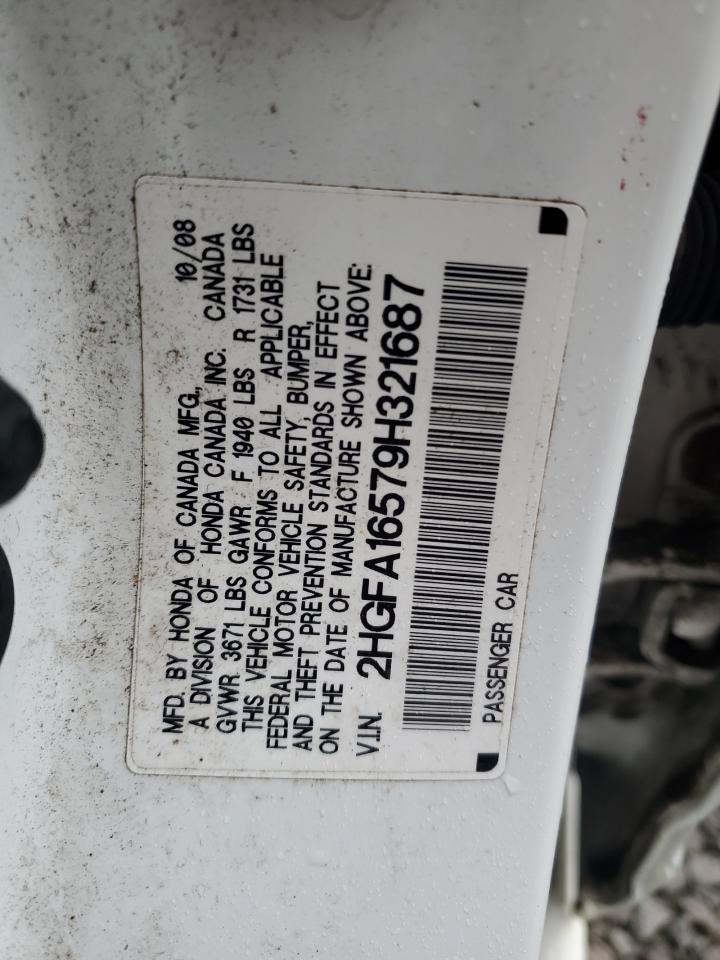 MFD. BY HONDA OF CANADA MFG., 10/08
A DIVISION OF HONDA CANADA INC. CANADA
GVWR 3671 LBS GAWR F 1940 LBS R 1731 LBS
THIS VEHICLE CONFORMS TO ALL APPLICABLE
FEDERAL MOTOR VEHICLE SAFETY, BUMPER,
AND THEFT PREVENTION STANDARDS IN EFFECT
ON THE DATE OF MANUFACTURE SHOWN ABOVE:
V.I.N. 2HGFA16579H321687
PASSENGER CAR